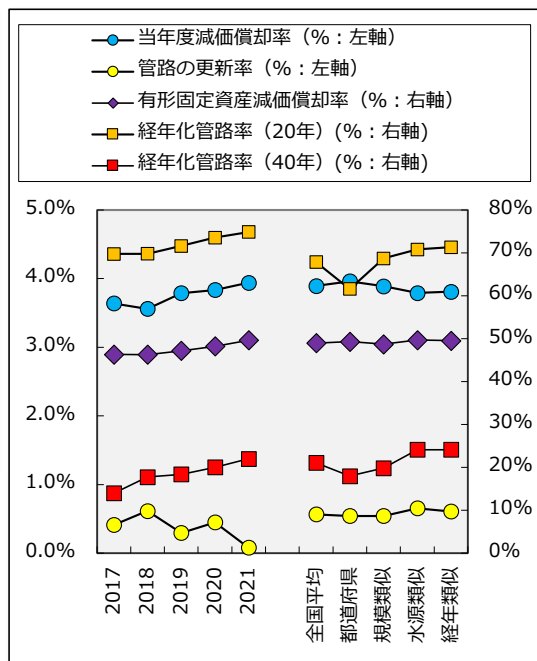 当年度減価償却率（%：左軸）
管路の更新率（%：左軸）
有形固定資産減価償却率（%：右軸）
経年化管路率（20年）(%：右軸)
経年化管路率（40年）(%：右軸)
5.0%
4.0%
3.0%
2.0%
1.0%
0.0%
80%
70%
60%
50%
40%
30%
20%
10%
0%
2017
2018
2019
2020
2021
全国平均
都道府県
規模類似
水源類似
経年類似